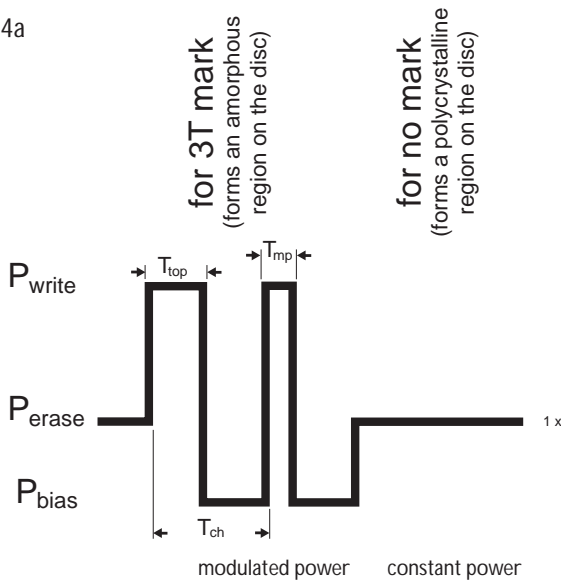 4a
for 3T mark
(forms an amorphous
region on the disc)
for no mark
(forms a polycrystalline
region on the disc)
Pwrite
Ttop
Tmp
Perase
1 x
Pbias
Tch
modulated power
constant power